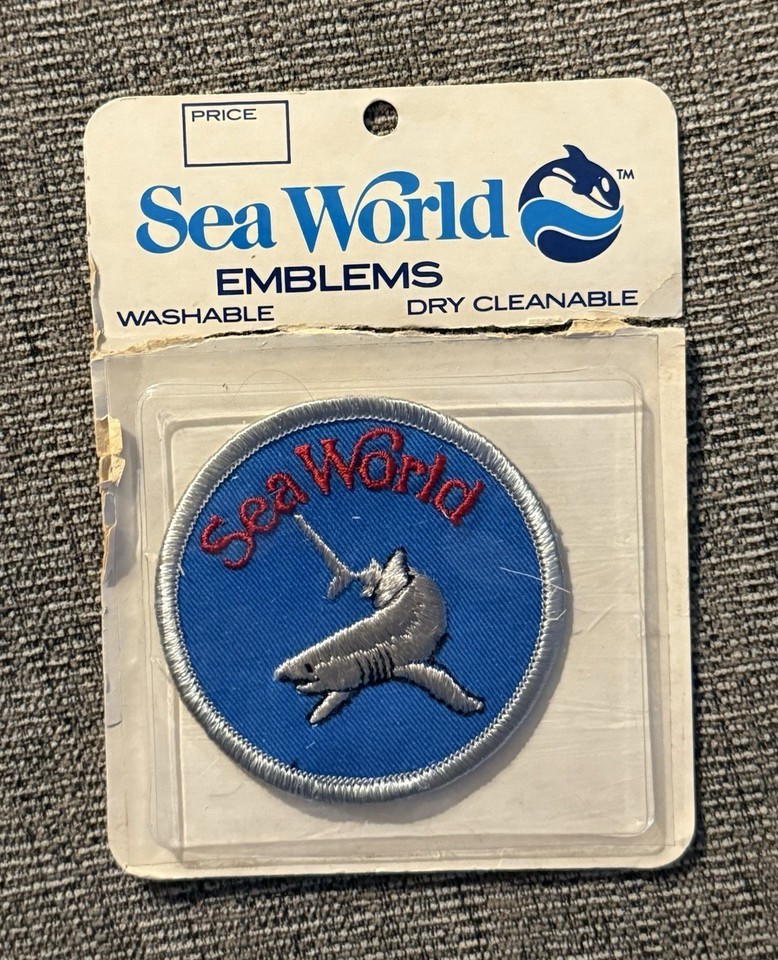 PRICE
Sea World ™
EMBLEMS
WASHABLE DRY CLEANABLE
Sea World